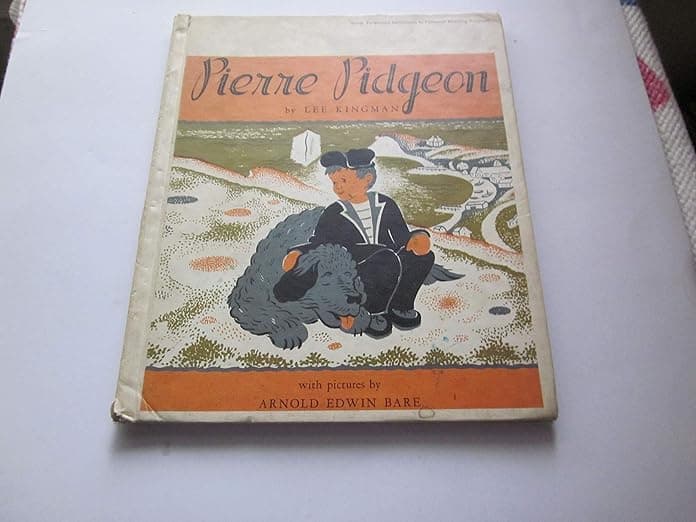 Pierre Pidgeon
by LEE KINGMAN
with pictures by
ARNOLD EDWIN BARE